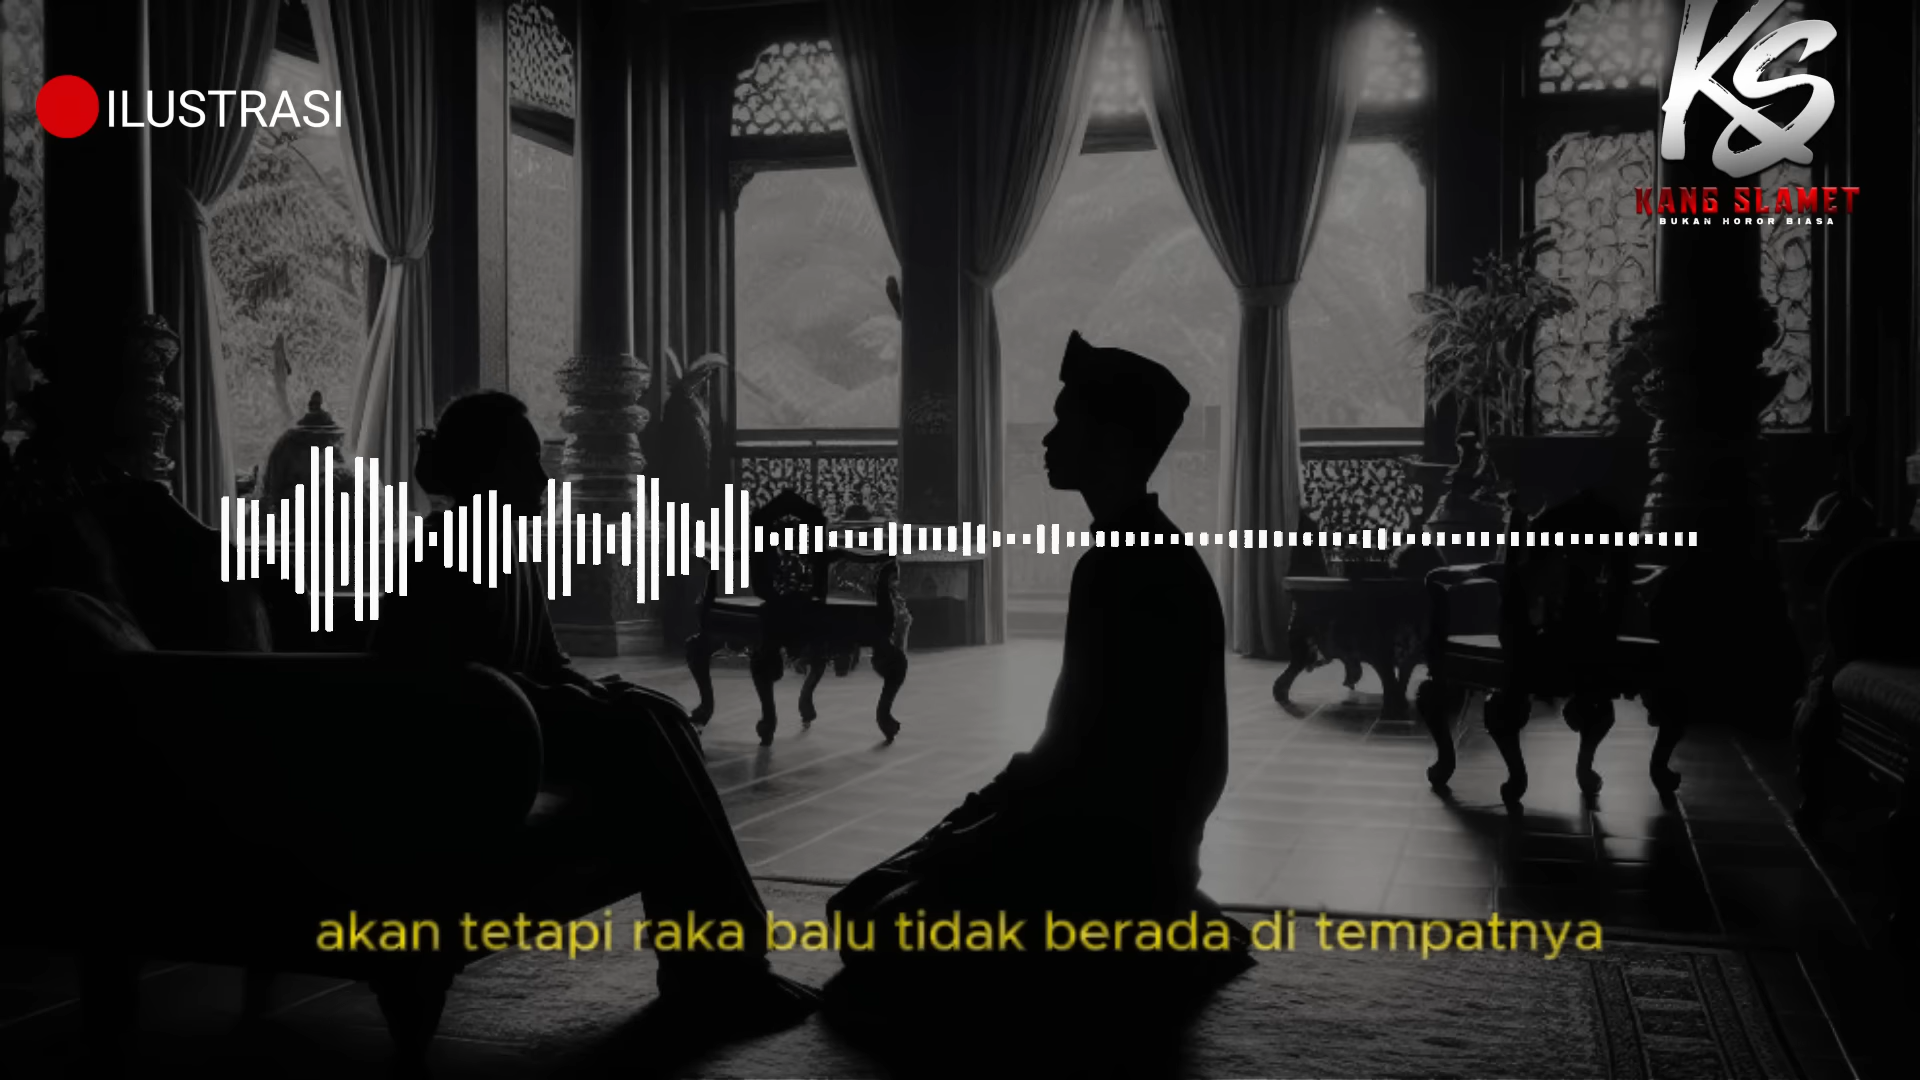 ILUSTRASI
KS
KANG SLAMET
BUKAN HOROR BIASA
akan tetapi raka balu tidak berada di tempatnya